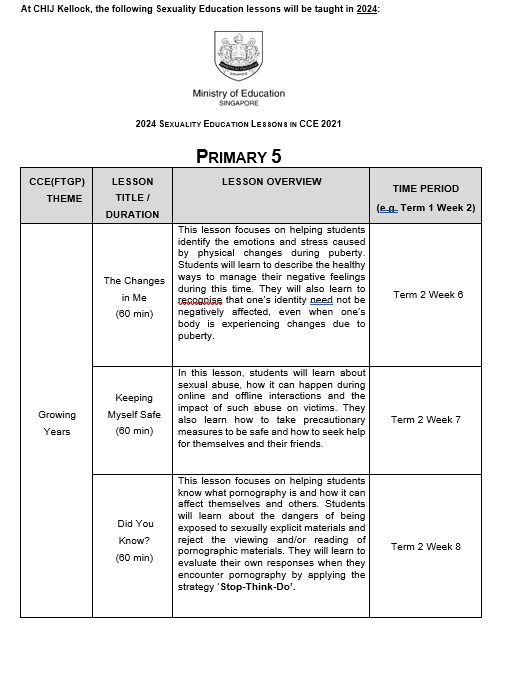 At CHIJ Kellock, the following Sexuality Education lessons will be taught in 2024:
Ministry of Education
SINGAPORE
2024 SEXUALITY EDUCATION LESSONS IN CCE 2021
PRIMARY 5
CCE(FTGP)
THEME
LESSON
TITLE /
DURATION
LESSON OVERVIEW
TIME PERIOD
(e.g. Term 1 Week 2)
Growing
Years
The Changes
in Me
(60 min)
This lesson focuses on helping students
identify the emotions and stress caused
by physical changes during puberty.
Students will learn to describe the healthy
ways to manage their negative feelings
during this time. They will also learn to
recognise that one's identity need not be
negatively affected, even when one's
body is experiencing changes due to
puberty.
Term 2 Week 6
Keeping
Myself Safe
(60 min)
In this lesson, students will learn about
sexual abuse, how it can happen during
online and offline interactions and the
impact of such abuse on victims. They
also learn how to take precautionary
measures to be safe and how to seek help
for themselves and their friends.
Term 2 Week 7
Did You
Know?
(60 min)
This lesson focuses on helping students
know what pornography is and how it can
affect themselves and others. Students
will learn about the dangers of being
exposed to sexually explicit materials and
reject the viewing and/or reading of
pornographic materials. They will learn to
evaluate their own responses when they
encounter pornography by applying the
strategy 'Stop-Think-Do'.
Term 2 Week 8